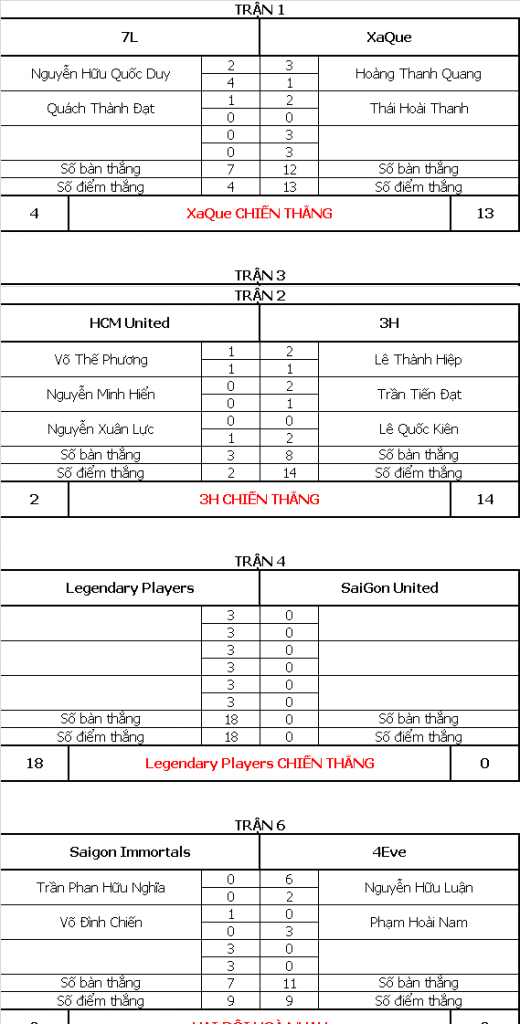 TRẬN 1
7L XaQue
2 3
Nguyễn Hữu Quốc Duy Hoàng Thanh Quang
4 1
1 2
Quách Thành Đạt Thái Hoài Thanh
0 0
0 3
0 3
Số bàn thắng 7 12 Số bàn thắng
Số điểm thắng 4 13 Số điểm thắng
4 XaQue CHIẾN THẮNG 13
TRẬN 3
TRẬN 2
HCM United 3H
1 2
Võ Thế Phương Lê Thành Hiệp
1 1
0 2
Nguyễn Minh Hiển Trần Tiến Đạt
0 1
0 0
Nguyễn Xuân Lực Lê Quốc Kiên
1 2
Số bàn thắng 3 8 Số bàn thắng
Số điểm thắng 2 14 Số điểm thắng
2 3H CHIẾN THẮNG 14
TRẬN 4
Legendary Players SaiGon United
3 0
3 0
3 0
3 0
3 0
3 0
Số bàn thắng 18 0 Số bàn thắng
Số điểm thắng 18 0 Số điểm thắng
18 Legendary Players CHIẾN THẮNG 0
TRẬN 6
Saigon Immortals 4Eve
0 6
Trần Phan Hữu Nghĩa Nguyễn Hữu Luận
0 2
1 0
Võ Đình Chiến Phạm Hoài Nam
0 3
3 0
3 0
Số bàn thắng 7 11 Số bàn thắng
Số điểm thắng 9 9 Số điểm thắng